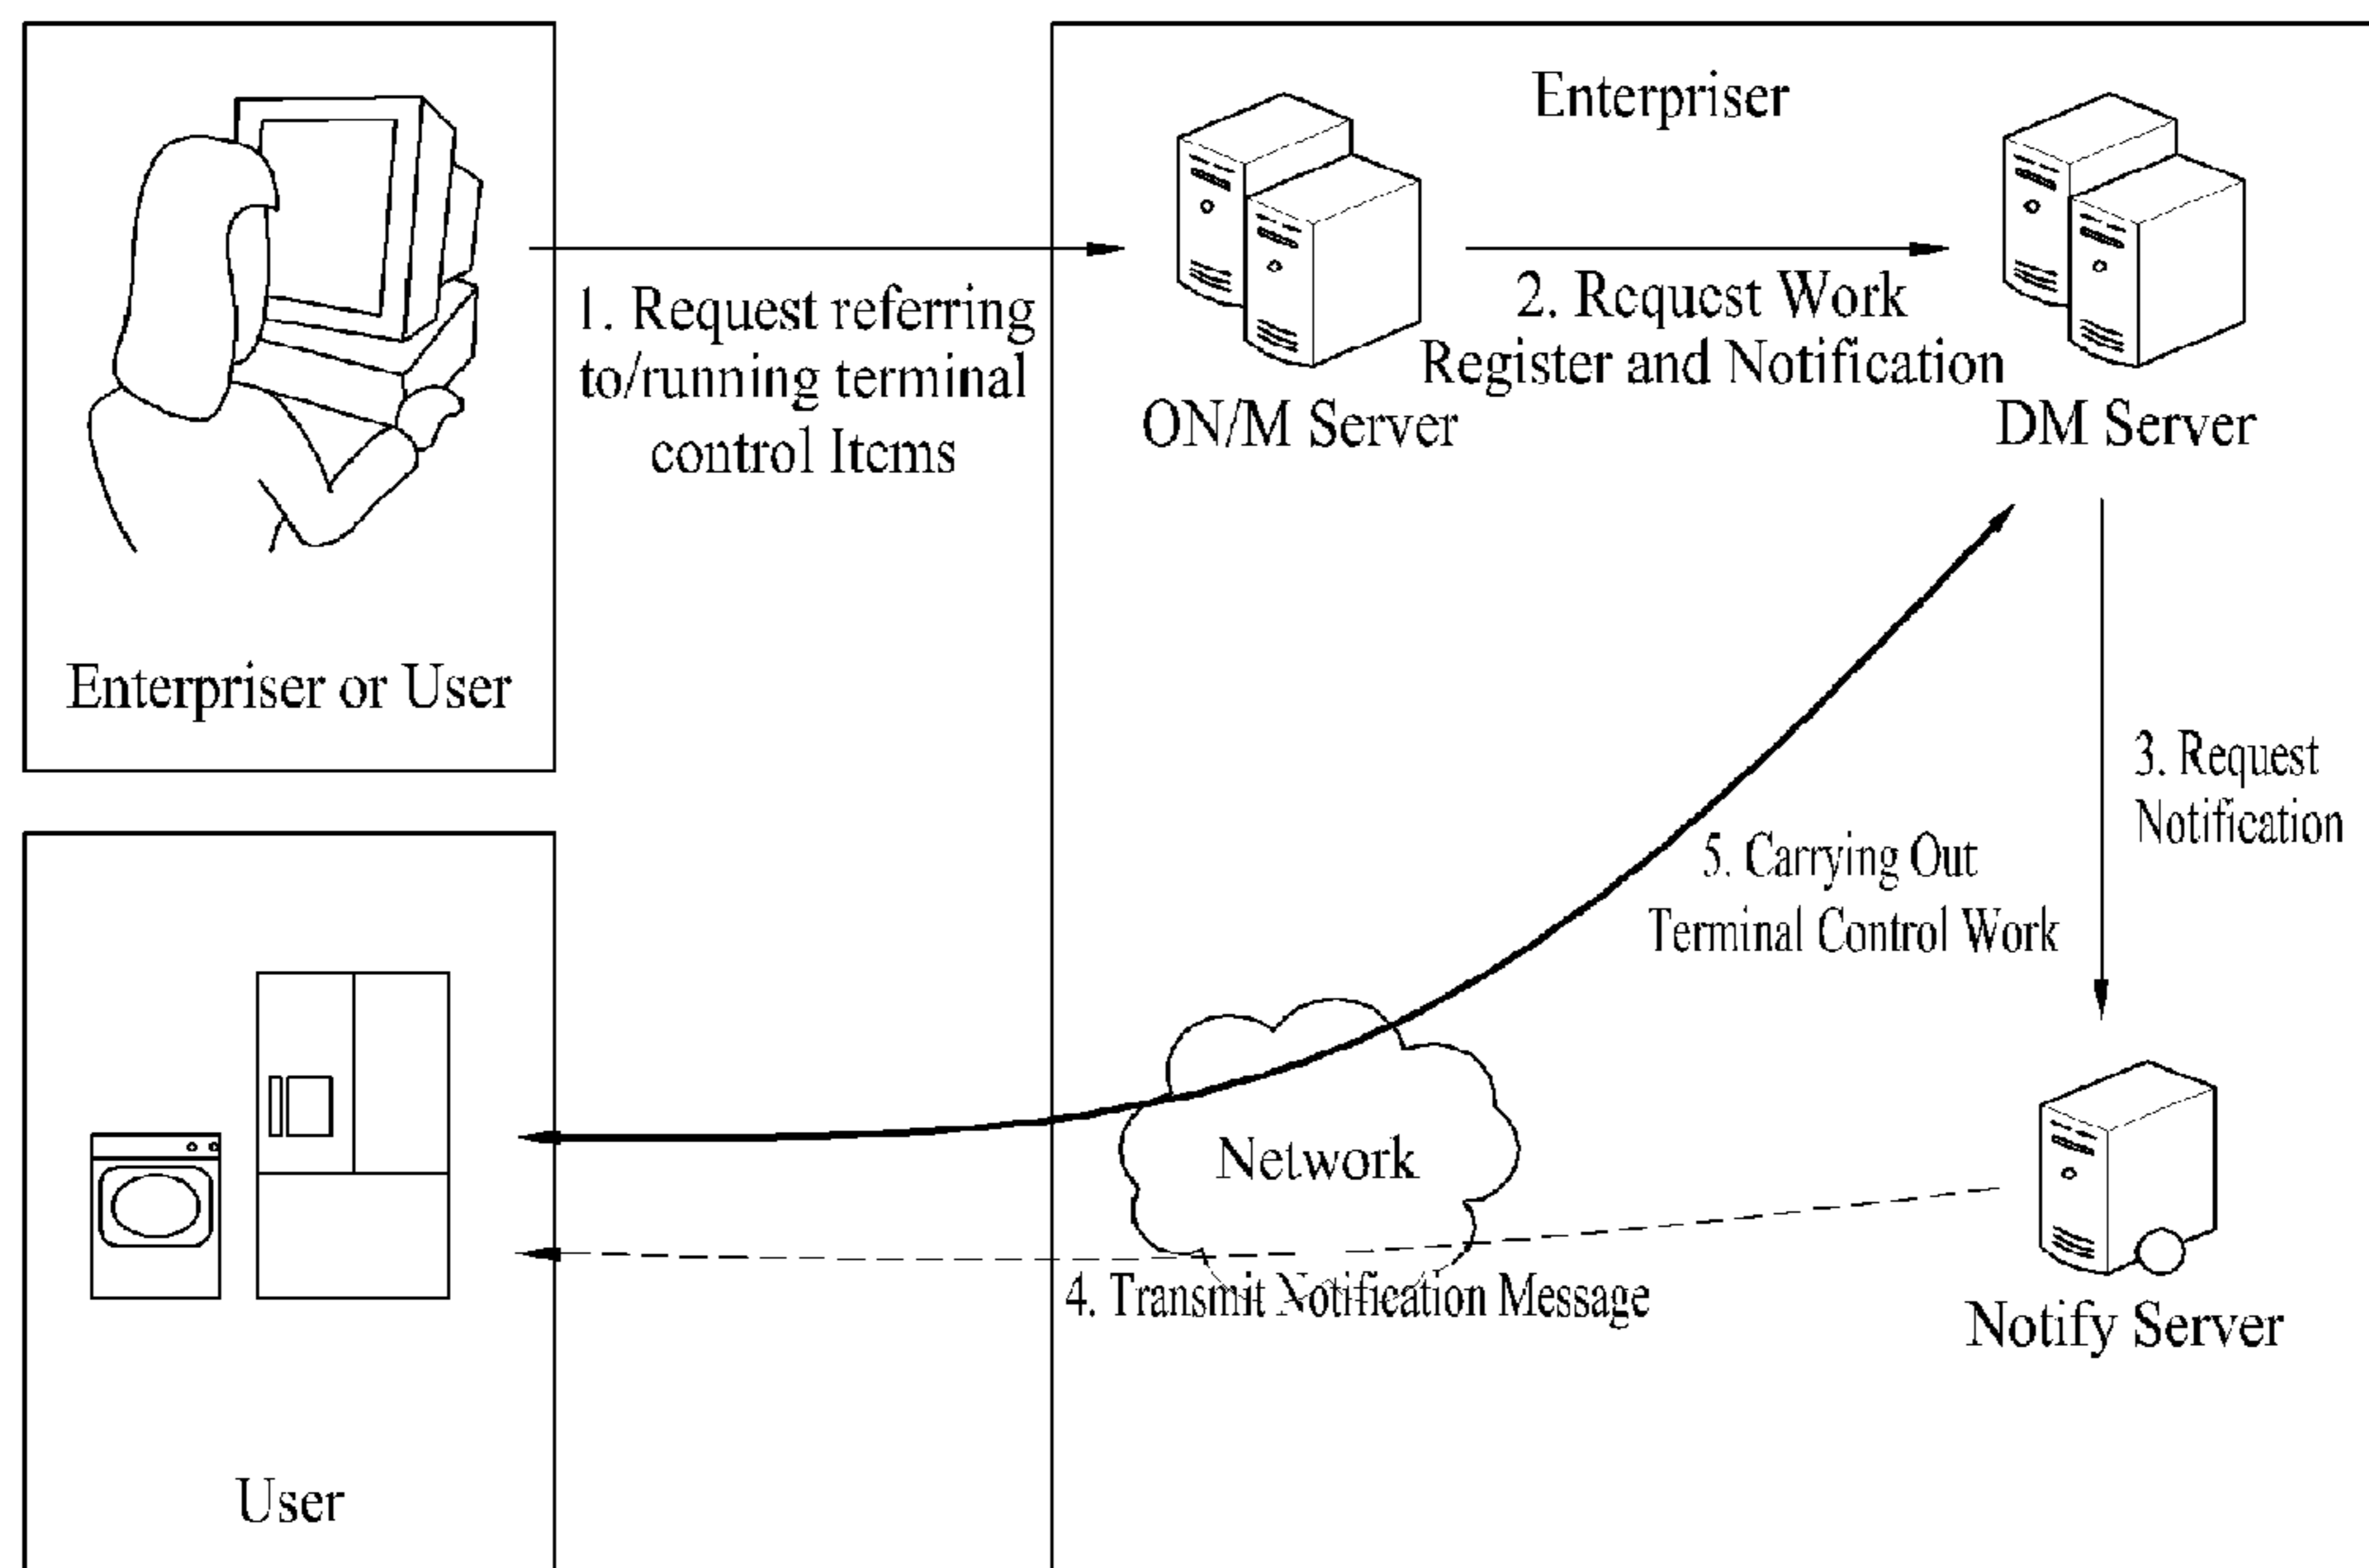 Enterpriser
1. Request referring
to/running terminal
control Items
2. Request Work
Register and Notification
ON/M Server
DM Server
Enterpriser or User
3. Request
Notification
5. Carrying Out
Terminal Control Work
Network
4. Transmit Notification Message
Notify Server
User